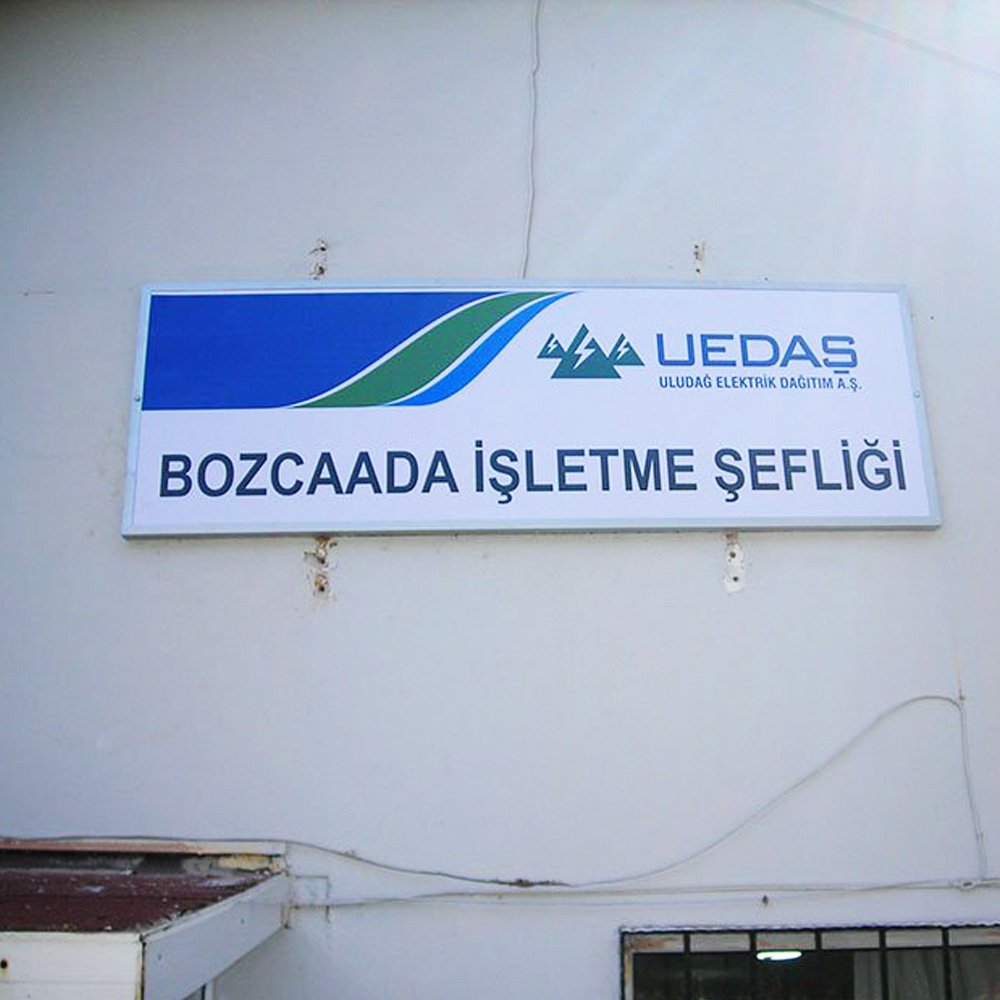 UEDAŞ
ULUDAĞ ELEKTRİK DAĞITIM A.Ş.
BOZCAADA İŞLETME ŞEFLİĞİ